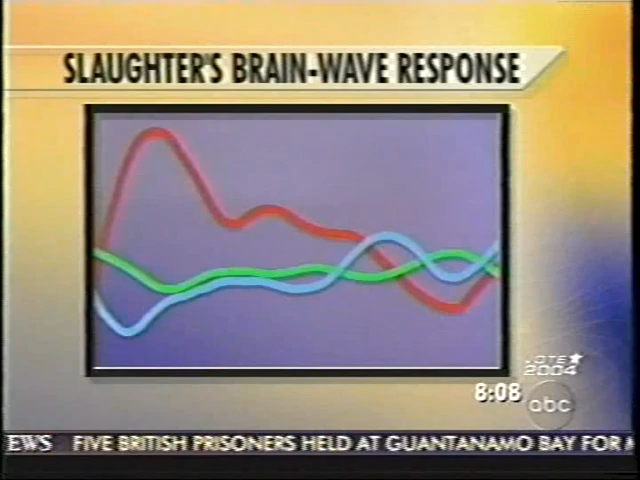 SLAUGHTER'S BRAIN-WAVE RESPONSE
VOTE
2004
8:08
abc
EWS FIVE BRITISH PRISONERS HELD AT GUANTANAMO BAY FOR M